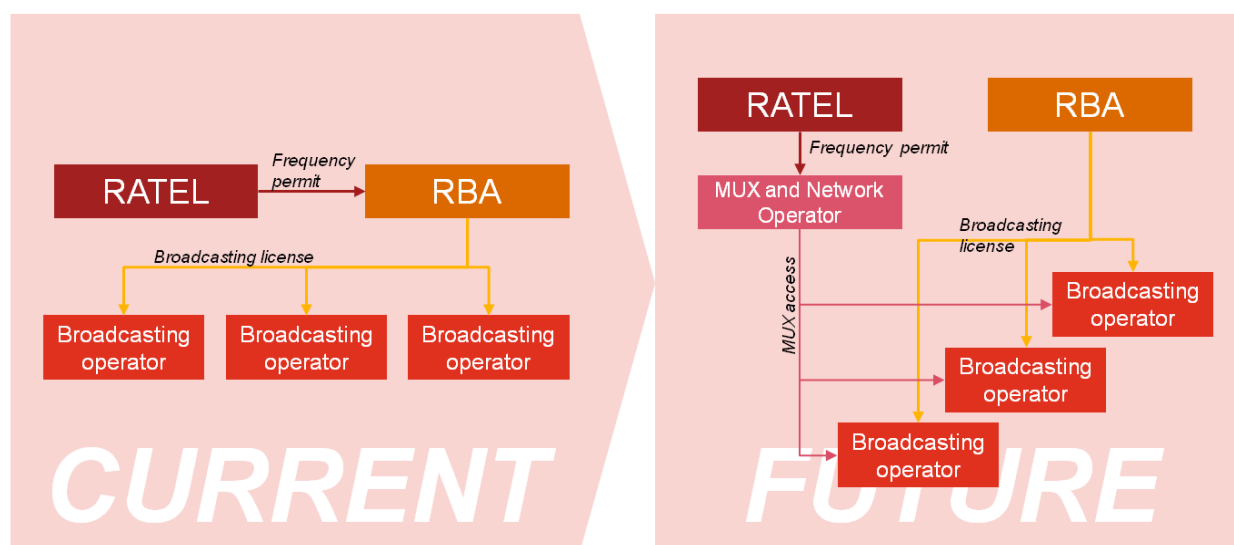 Frequency
permit
RATEL
RBA
Broadcasting license
Broadcasting
operator
Broadcasting
operator
Broadcasting
operator
CURRENT
RATEL
RBA
Frequency permit
MUX and Network
Operator
Broadcasting
license
MUX access
Broadcasting
operator
Broadcasting
operator
Broadcasting
operator
FUTURE